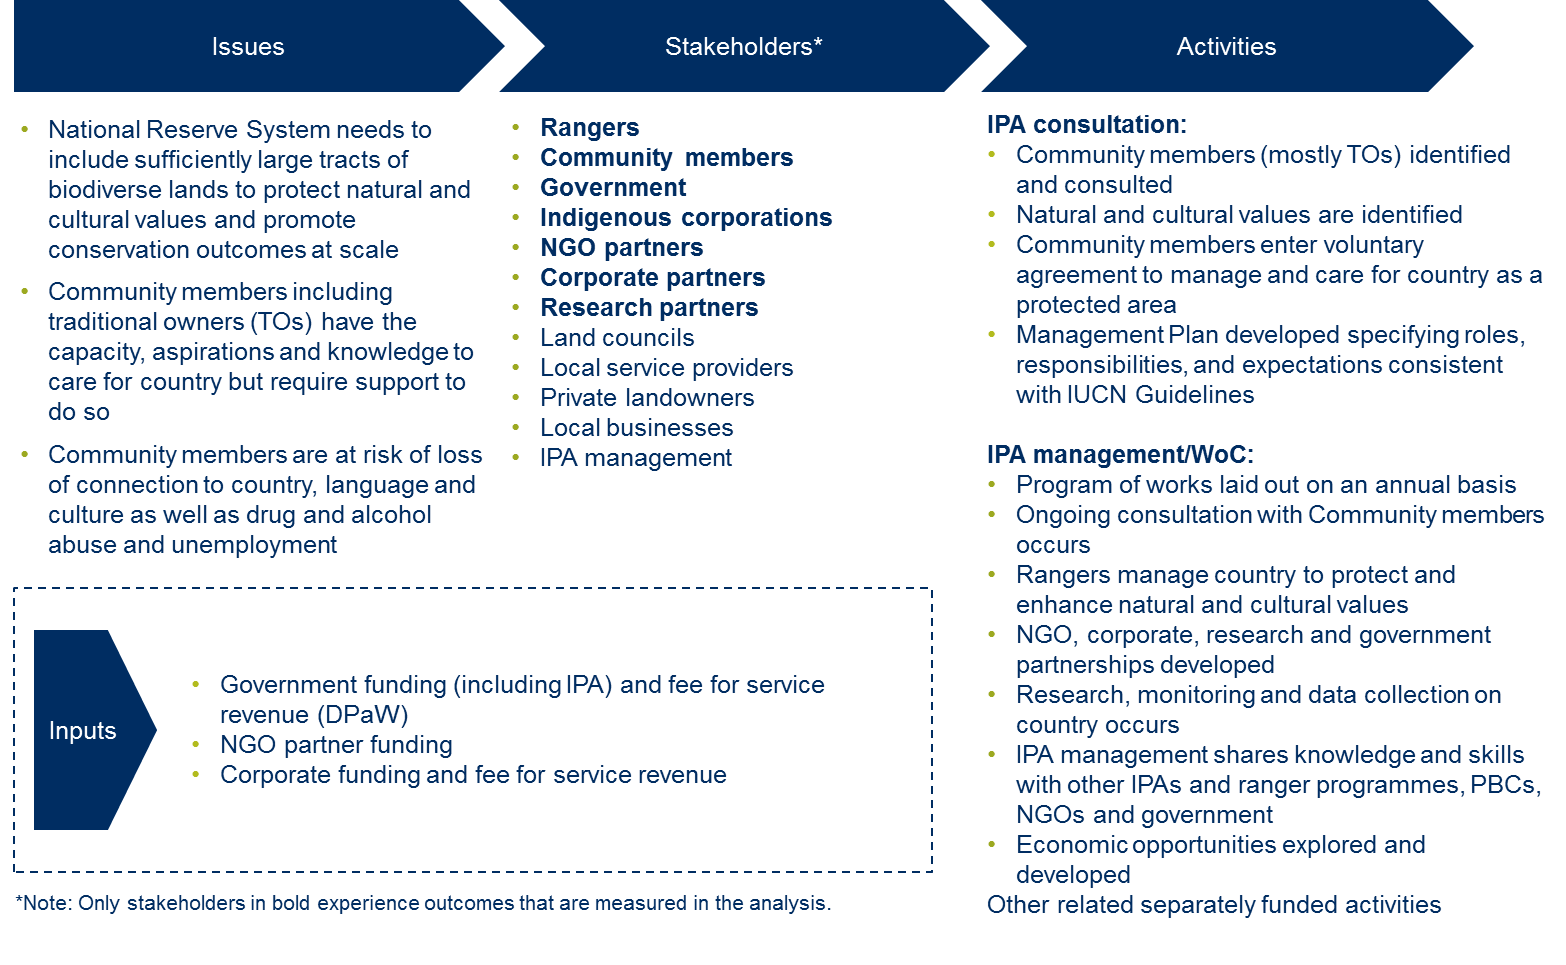 Issues
Stakeholders*
Activities
• National Reserve System needs to
include sufficiently large tracts of
biodiverse lands to protect natural and
cultural values and promote
conservation outcomes at scale
• Community members including
traditional owners (TOs) have the
capacity, aspirations and knowledge to
care for country but require support to
do so
• Community members are at risk of loss
of connection to country, language and
culture as well as drug and alcohol
abuse and unemployment
• Rangers
• Community members
• Government
• Indigenous corporations
• NGO partners
• Corporate partners
• Research partners
• Land councils
• Local service providers
• Private landowners
• Local businesses
• IPA management
IPA consultation:
• Community members (mostly TOs) identified
and consulted
• Natural and cultural values are identified
• Community members enter voluntary
agreement to manage and care for country as a
protected area
• Management Plan developed specifying roles,
responsibilities, and expectations consistent
with IUCN Guidelines
IPA management/WoC:
• Program of works laid out on an annual basis
• Ongoing consultation with Community members
occurs
• Rangers manage country to protect and
enhance natural and cultural values
• NGO, corporate, research and government
partnerships developed
• Research, monitoring and data collection on
country occurs
• IPA management shares knowledge and skills
with other IPAs and ranger programmes, PBCs,
NGOs and government
• Economic opportunities explored and
developed
Other related separately funded activities
Inputs
• Government funding (including IPA) and fee for service
revenue (DPaW)
• NGO partner funding
• Corporate funding and fee for service revenue
*Note: Only stakeholders in bold experience outcomes that are measured in the analysis.